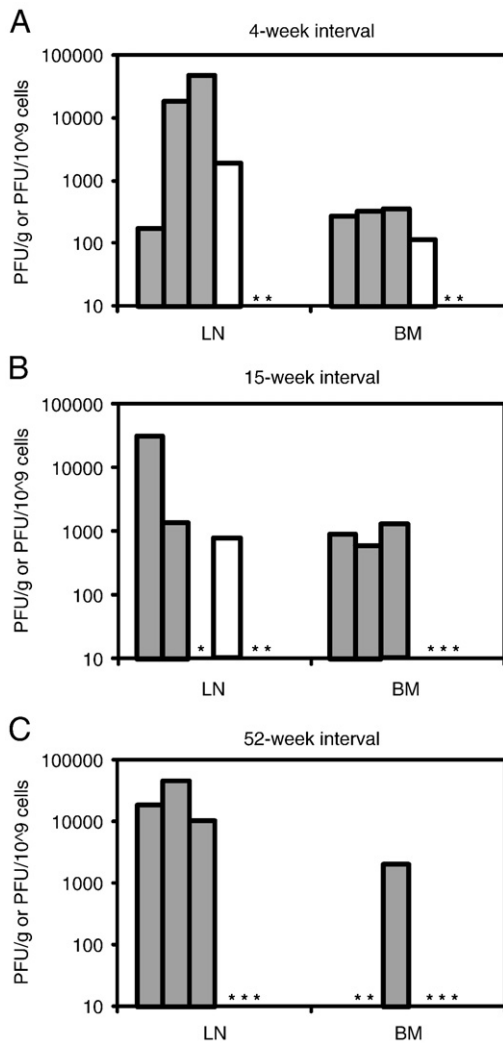 A
4-week interval
PFU/g or PFU/10^9 cells
100000
10000
1000
100
10
* *
* *
LN
BM
B
15-week interval
PFU/g or PFU/10^9 cells
100000
10000
1000
100
10
*
* *
* * *
LN
BM
C
52-week interval
PFU/g or PFU/10^9 cells
100000
10000
1000
100
10
* * *
* *
* * *
LN
BM